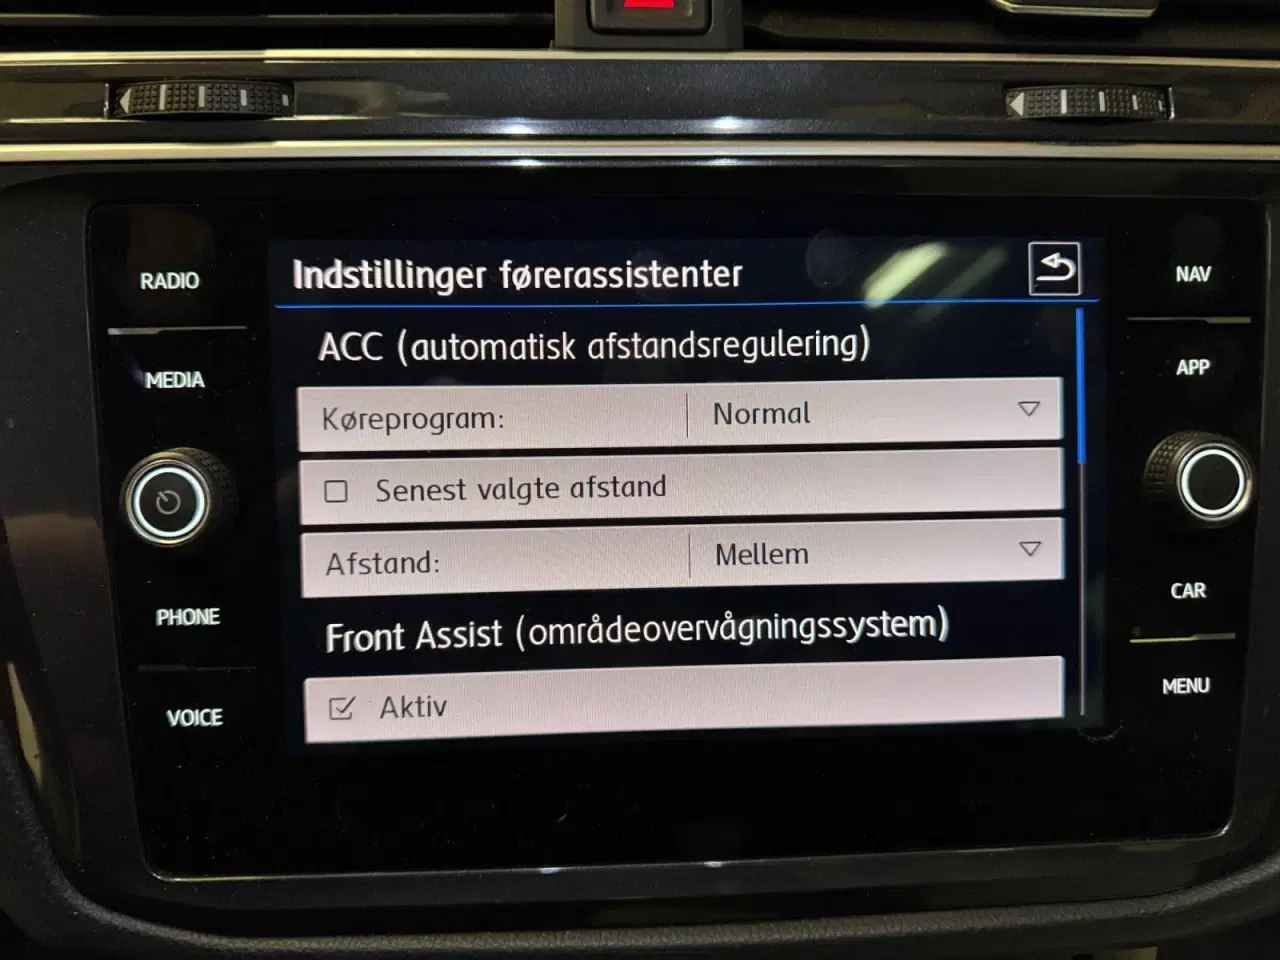 Indstillinger førerassistenter
ACC (automatisk afstandsregulering)
Køreprogram: Normal
Senest valgte afstand
Afstand: Mellem
Front Assist (områdeovervågningssystem)
Aktiv
RADIO
MEDIA
PHONE
VOICE
NAV
APP
CAR
MENU